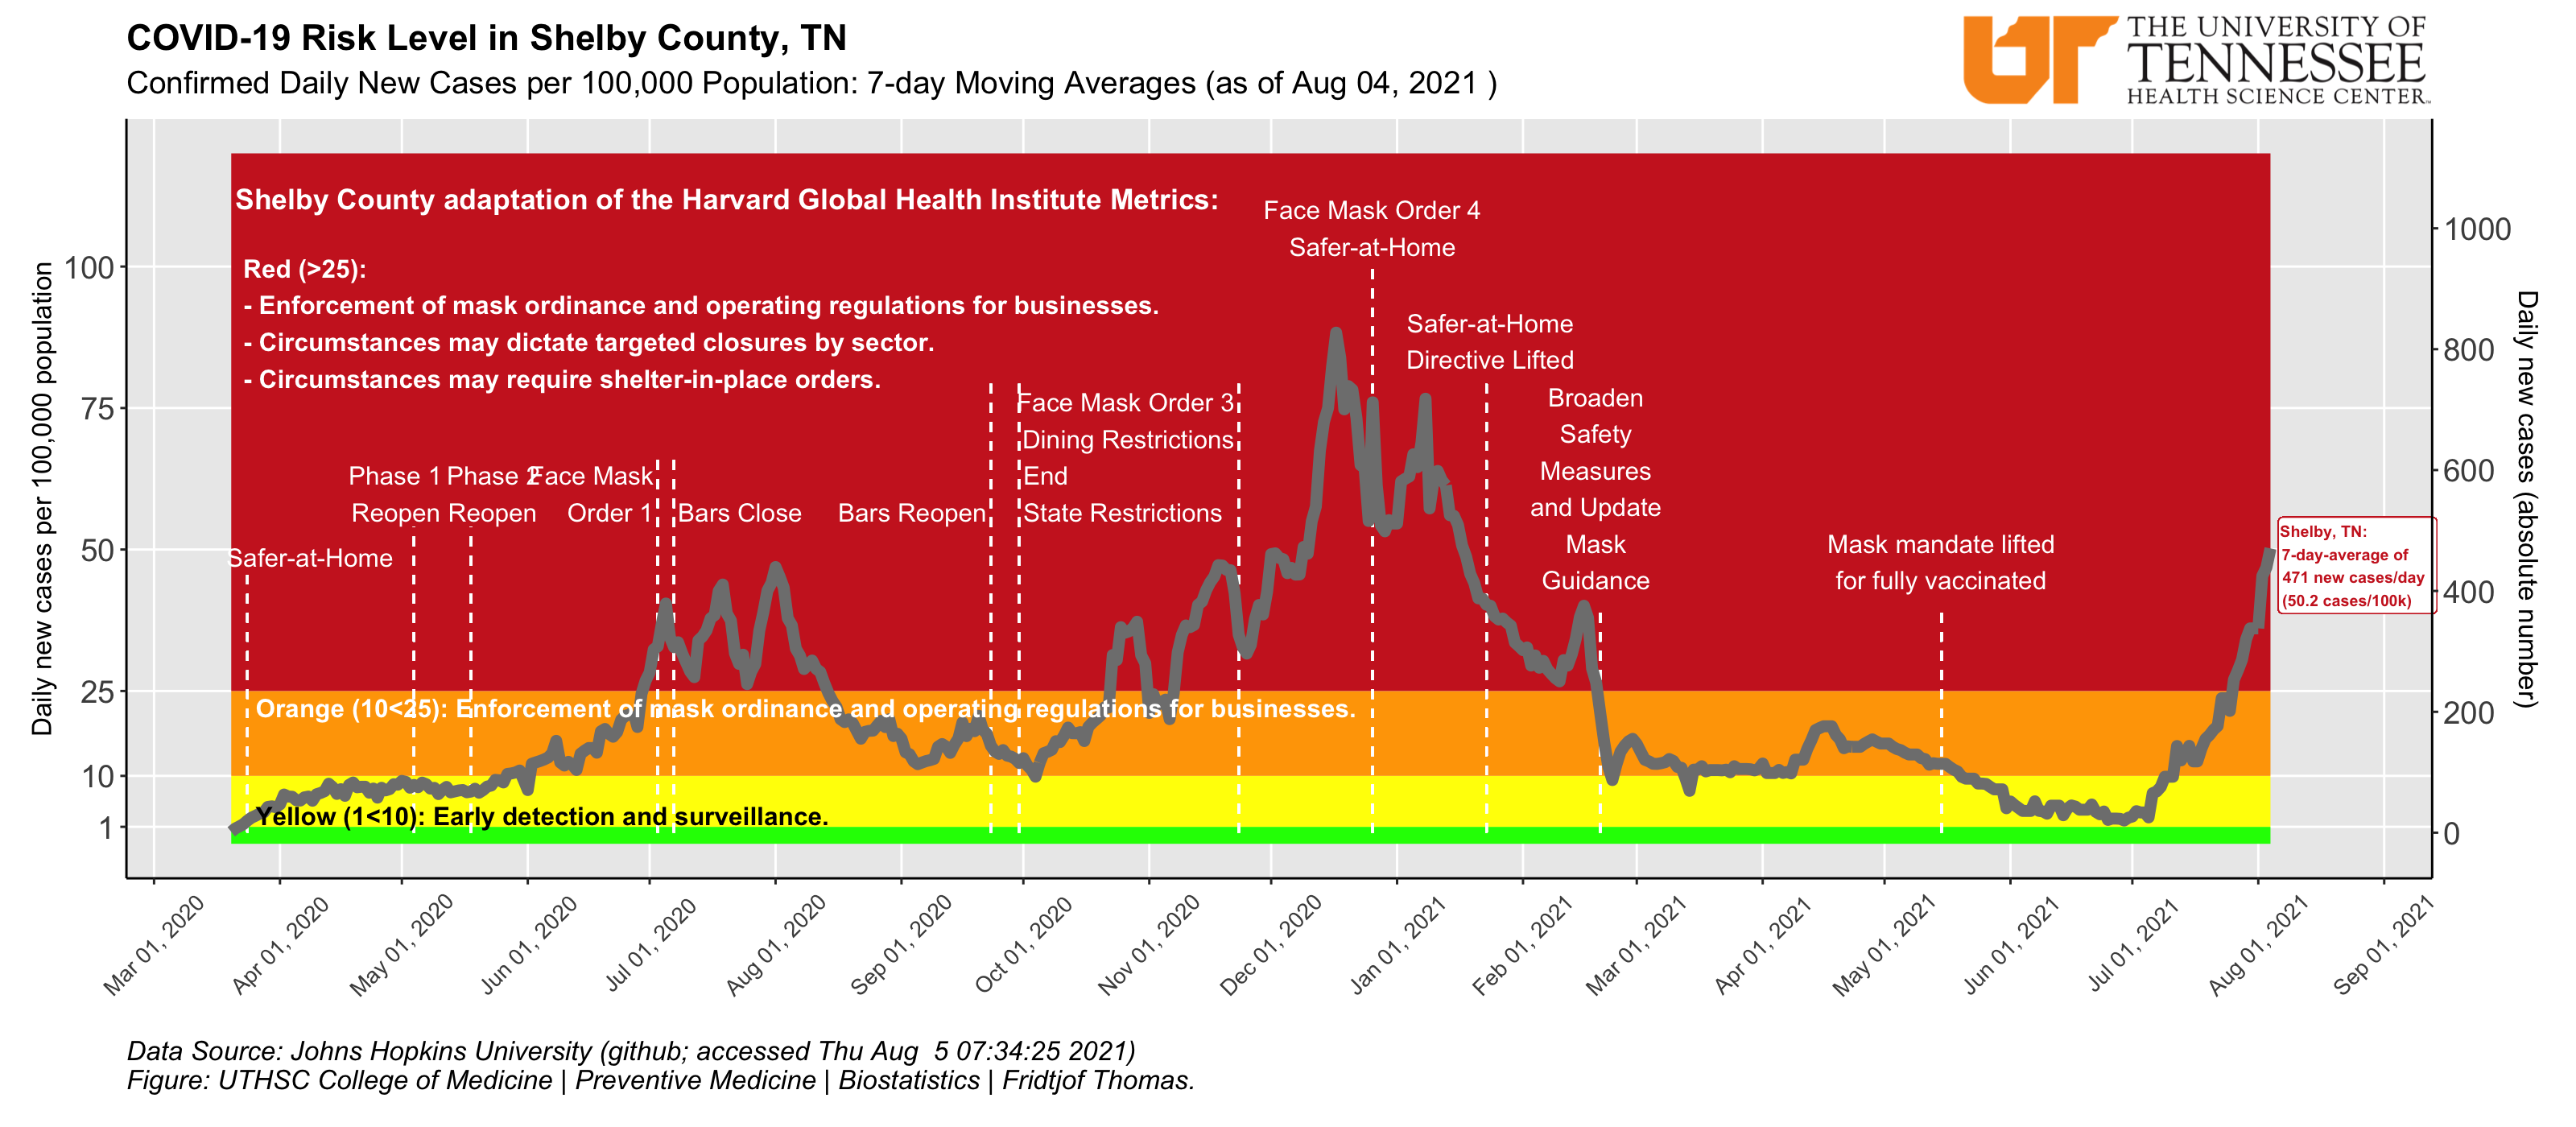 COVID-19 Risk Level in Shelby County, TN
Confirmed Daily New Cases per 100,000 Population: 7-day Moving Averages (as of Aug 04, 2021 )
THE UNIVERSITY OF
TENNESSEE
HEALTH SCIENCE CENTER™
Daily new cases per 100,000 population
100
75
50
25
10
1
Shelby County adaptation of the Harvard Global Health Institute Metrics:
Red (>25):
- Enforcement of mask ordinance and operating regulations for businesses.
- Circumstances may dictate targeted closures by sector.
- Circumstances may require shelter-in-place orders.
Safer-at-Home
Phase 1
Reopen
Phase 2
Reopen
Face Mask
Order 1
Bars Close
Bars Reopen
Face Mask Order 3
Dining Restrictions
End
State Restrictions
Face Mask Order 4
Safer-at-Home
Safer-at-Home
Directive Lifted
Broaden
Safety
Measures
and Update
Mask
Guidance
Mask mandate lifted
for fully vaccinated
Shelby, TN:
7-day-average of
471 new cases/day
(50.2 cases/100k)
Orange (10<25): Enforcement of mask ordinance and operating regulations for businesses.
Yellow (1<10): Early detection and surveillance.
1000
800
600
400
200
0
Daily new cases (absolute number)
Mar 01, 2020
Apr 01, 2020
May 01, 2020
Jun 01, 2020
Jul 01, 2020
Aug 01, 2020
Sep 01, 2020
Oct 01, 2020
Nov 01, 2020
Dec 01, 2020
Jan 01, 2021
Feb 01, 2021
Mar 01, 2021
Apr 01, 2021
May 01, 2021
Jun 01, 2021
Jul 01, 2021
Aug 01, 2021
Sep 01, 2021
Data Source: Johns Hopkins University (github; accessed Thu Aug  5 07:34:25 2021)
Figure: UTHSC College of Medicine | Preventive Medicine | Biostatistics | Fridtjof Thomas.